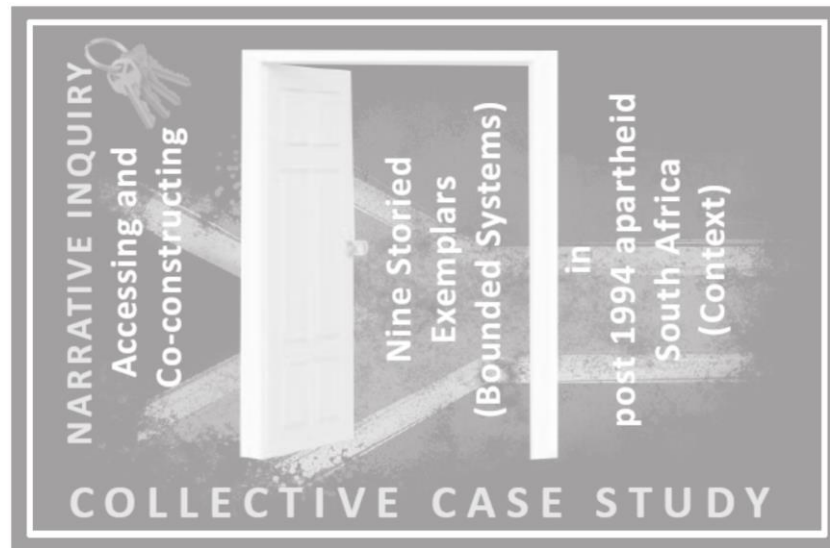 NARRATIVE INQUIRY
Accessing and
Co-constructing
Nine Storied
Exemplars
(Bounded Systems)
in
post 1994 apartheid
South Africa
(Context)
COLLECTIVE CASE STUDY